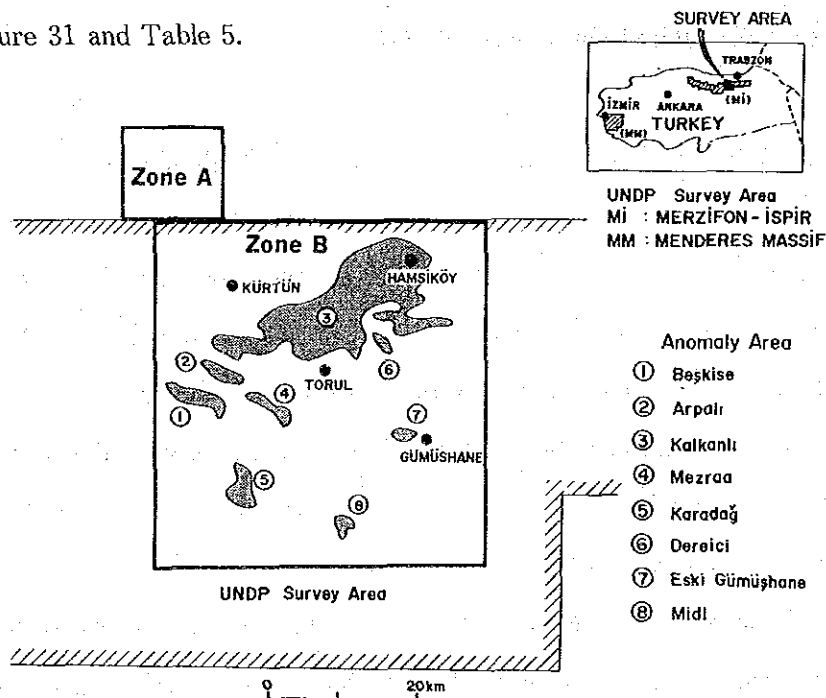 ure 31 and Table 5.
SURVEY AREA
TRABZON
(Mİ)
ANKARA
İZMİR
TURKEY
(MM)
UNDP Survey Area
Mİ : MERZİFON-İSPİR
MM : MENDERES MASSİF
Zone A
Zone B
KÜRTÜN
HAMSİKÖY
③
②
⑥
TORUL
④
①
⑦
GÜMÜSHANE
⑤
⑧
UNDP Survey Area
Anomaly Area
① Beşkise
② Arpalı
③ Kalkanlı
④ Mezraa
⑤ Karadağ
⑥ Dereici
⑦ Eski Gümüşhane
⑧ Midi
0 20km